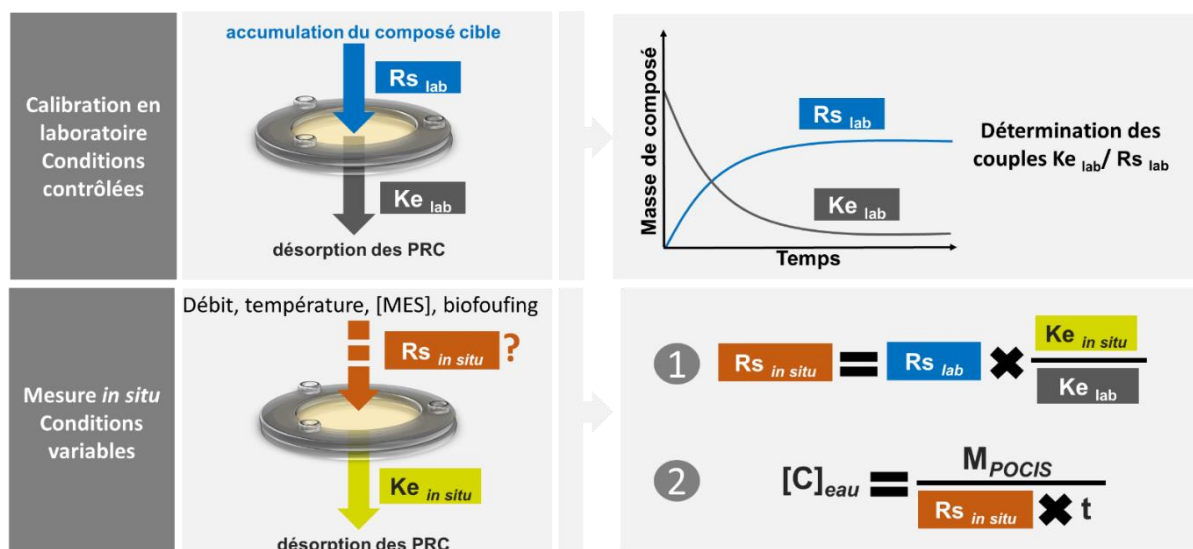 Calibration en
laboratoire
Conditions
contrôlées
accumulation du composé cible
Rs lab
Ke lab
désorption des PRC
Masse de composé
Rs lab
Ke lab
Temps
Détermination des
couples Ke lab/ Rs lab
Mesure in situ
Conditions
variables
Débit, température, [MES], biofoufing
Rs in situ ?
Ke in situ
désorption des PRC
1 Rs in situ = Rs lab × Ke in situ
Ke lab
2 [C]eau = MPOCIS
Rs in situ × t